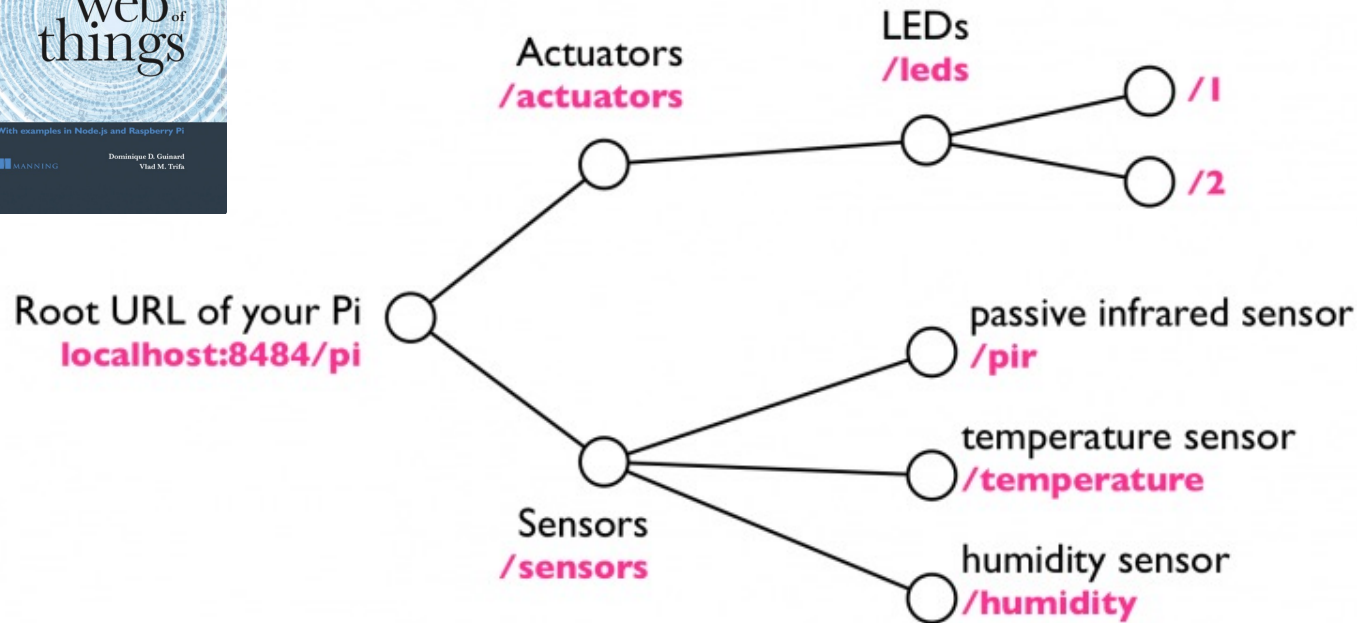 web of
things
With examples in Node.js and Raspberry Pi
MANNING
Dominique D. Guinard
Vlad M. Trifa
Actuators
/actuators
LEDs
/leds
/1
/2
Root URL of your Pi
localhost:8484/pi
passive infrared sensor
/pir
temperature sensor
/temperature
Sensors
/sensors
humidity sensor
/humidity